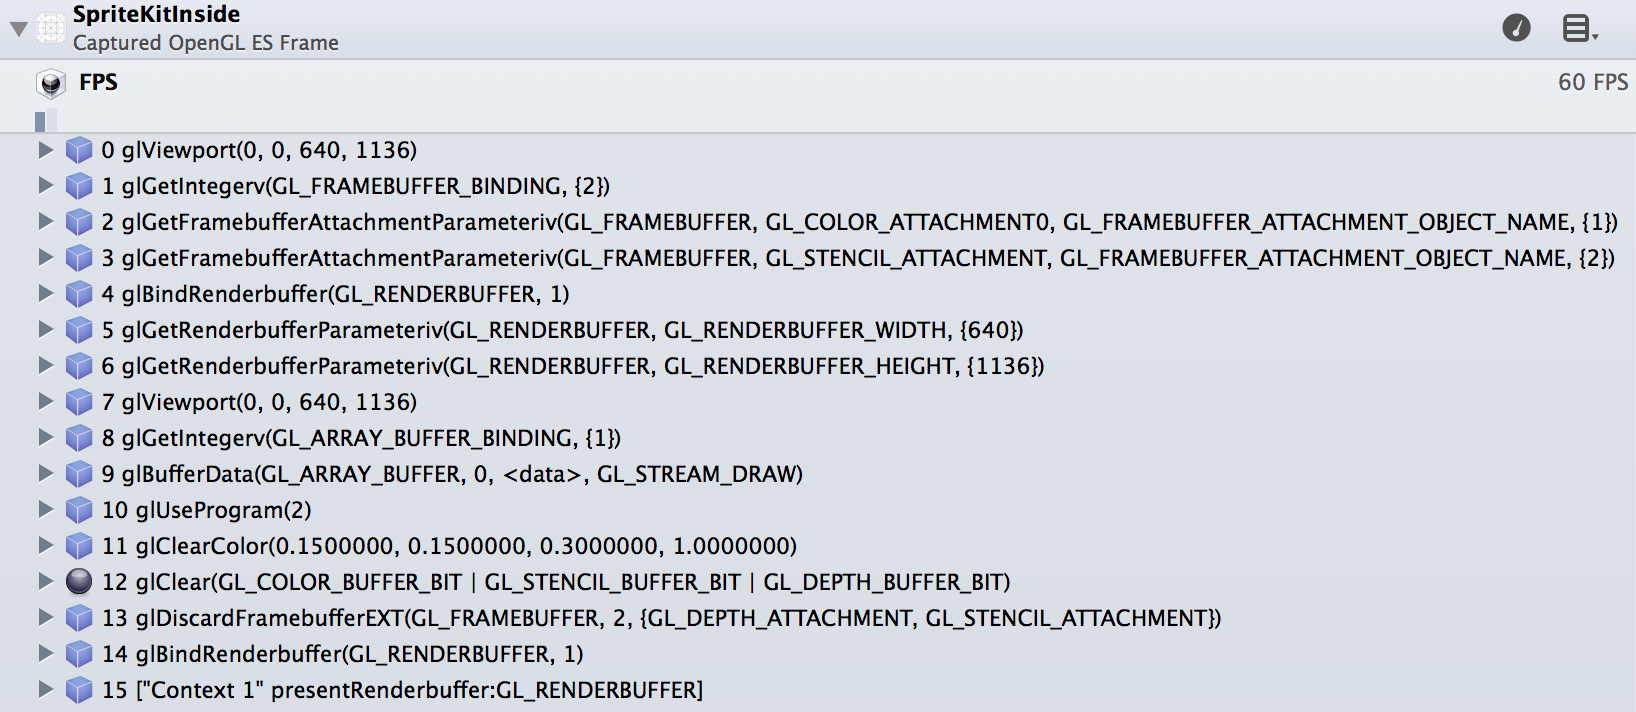 SpriteKitInside
Captured OpenGL ES Frame
FPS 60 FPS
0 glViewport(0, 0, 640, 1136)
1 glGetIntegerv(GL_FRAMEBUFFER_BINDING, {2})
2 glGetFramebufferAttachmentParameteriv(GL_FRAMEBUFFER, GL_COLOR_ATTACHMENT0, GL_FRAMEBUFFER_ATTACHMENT_OBJECT_NAME, {1})
3 glGetFramebufferAttachmentParameteriv(GL_FRAMEBUFFER, GL_STENCIL_ATTACHMENT, GL_FRAMEBUFFER_ATTACHMENT_OBJECT_NAME, {2})
4 glBindRenderbuffer(GL_RENDERBUFFER, 1)
5 glGetRenderbufferParameteriv(GL_RENDERBUFFER, GL_RENDERBUFFER_WIDTH, {640})
6 glGetRenderbufferParameteriv(GL_RENDERBUFFER, GL_RENDERBUFFER_HEIGHT, {1136})
7 glViewport(0, 0, 640, 1136)
8 glGetIntegerv(GL_ARRAY_BUFFER_BINDING, {1})
9 glBufferData(GL_ARRAY_BUFFER, 0, <data>, GL_STREAM_DRAW)
10 glUseProgram(2)
11 glClearColor(0.1500000, 0.1500000, 0.3000000, 1.0000000)
12 glClear(GL_COLOR_BUFFER_BIT | GL_STENCIL_BUFFER_BIT | GL_DEPTH_BUFFER_BIT)
13 glDiscardFramebufferEXT(GL_FRAMEBUFFER, 2, {GL_DEPTH_ATTACHMENT, GL_STENCIL_ATTACHMENT})
14 glBindRenderbuffer(GL_RENDERBUFFER, 1)
15 ["Context 1" presentRenderbuffer:GL_RENDERBUFFER]